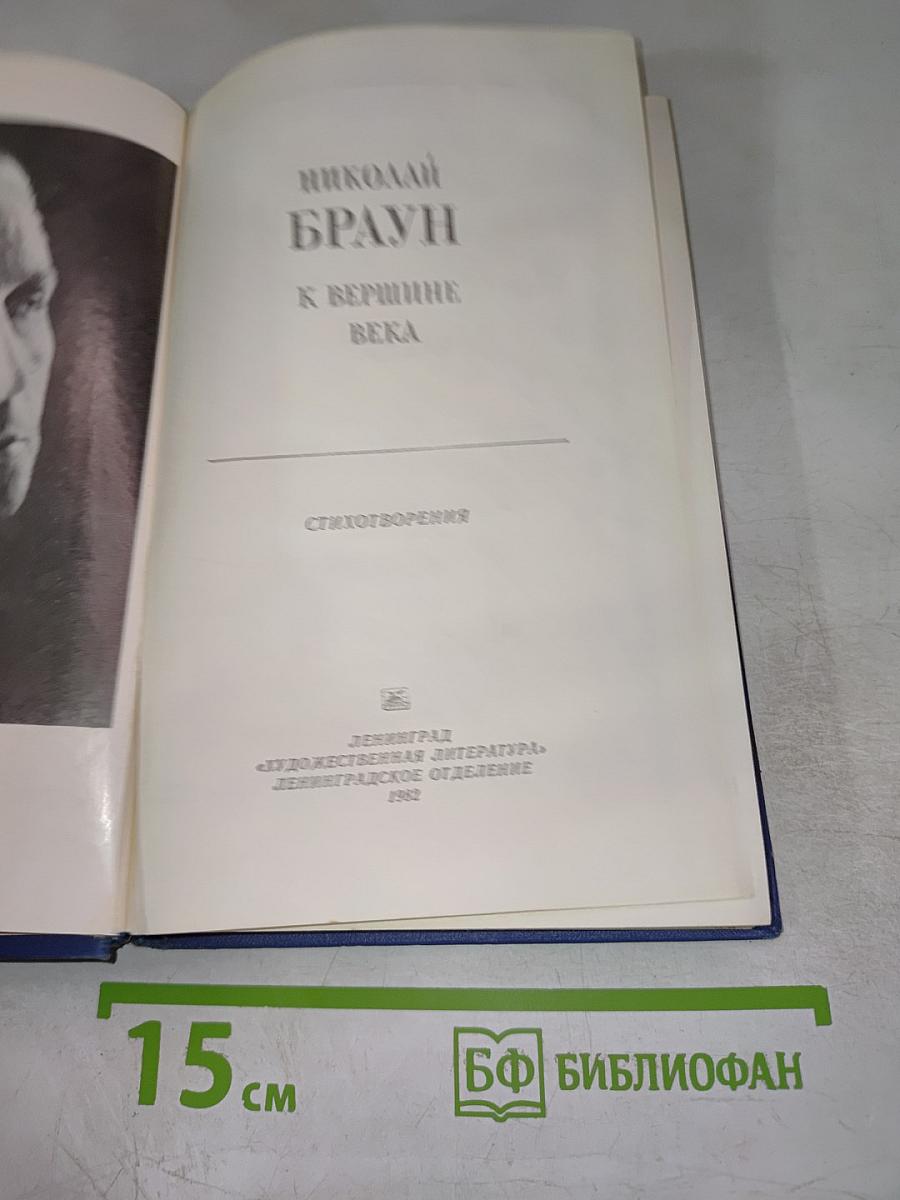 НИКОЛАЙ
БРАУН
К ВЕРШИНЕ
ВЕКА
СТИХОТВОРЕНИЯ
ЛЕНИНГРАД
«ХУДОЖЕСТВЕННАЯ ЛИТЕРАТУРА»
ЛЕНИНГРАДСКОЕ ОТДЕЛЕНИЕ
1982
15 см
БФ БИБЛИОФАН